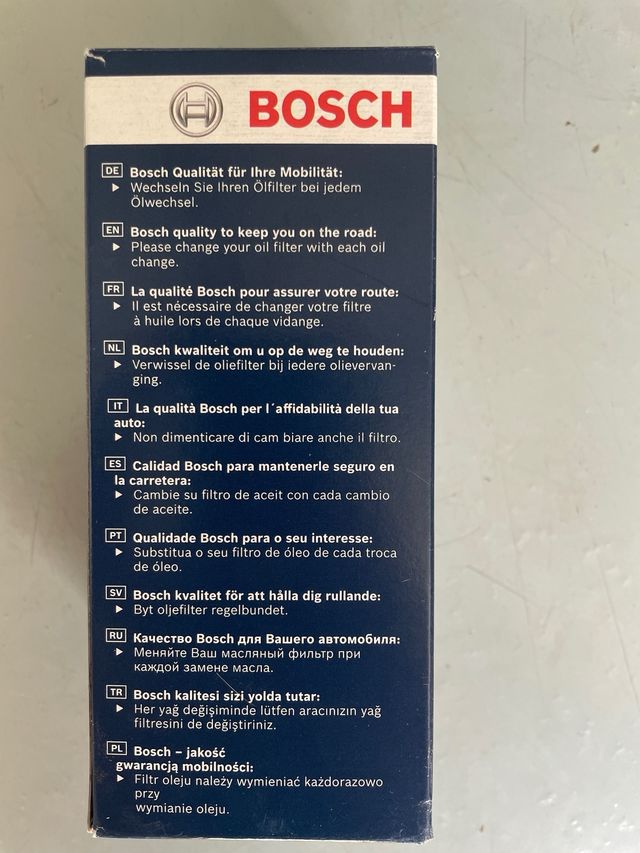 BOSCH
DE Bosch Qualität für Ihre Mobilität:
▶ Wechseln Sie Ihren Ölfilter bei jedem
Ölwechsel.
EN Bosch quality to keep you on the road:
▶ Please change your oil filter with each oil
change.
FR La qualité Bosch pour assurer votre route:
▶ Il est nécessaire de changer votre filtre
à huile lors de chaque vidange.
NL Bosch kwaliteit om u op de weg te houden:
▶ Verwissel de oliefilter bij iedere olievervan-
ging.
IT La qualità Bosch per l´affidabilità della tua
auto:
▶ Non dimenticare di cam biare anche il filtro.
ES Calidad Bosch para mantenerle seguro en
la carretera:
▶ Cambie su filtro de aceit con cada cambio
de aceite.
PT Qualidade Bosch para o seu interesse:
▶ Substitua o seu filtro de óleo de cada troca
de óleo.
SV Bosch kvalitet för att hålla dig rullande:
▶ Byt oljefilter regelbundet.
RU Качество Bosch для Вашего автомобиля:
▶ Меняйте Ваш масляный фильтр при
каждой замене масла.
TR Bosch kalitesi sizi yolda tutar:
▶ Her yağ değişiminde lütfen aracınızın yağ
filtresini de değiştiriniz.
PL Bosch – jakość
gwarancją mobilności:
▶ Filtr oleju należy wymieniać każdorazowo
przy
wymianie oleju.